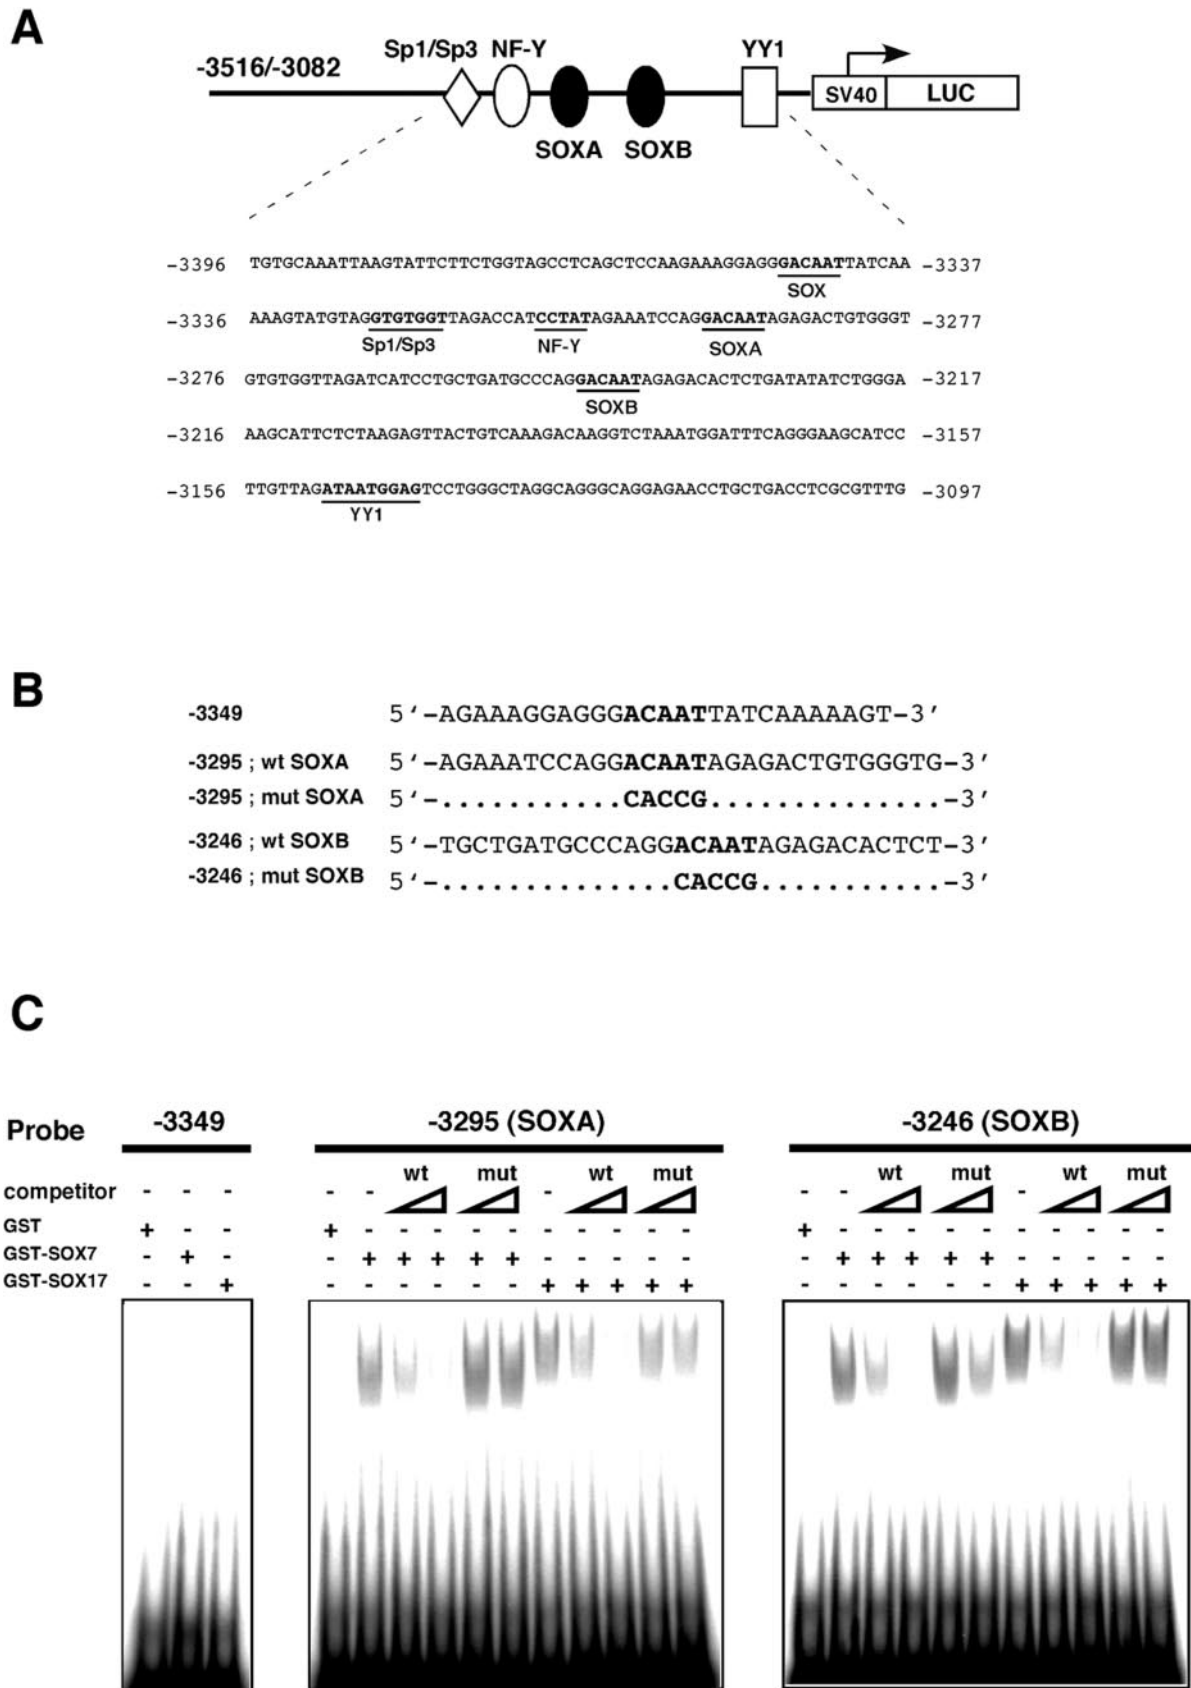 A
Sp1/Sp3 NF-Y YY1
-3516/-3082
SV40 LUC
SOXA SOXB
-3396 TGTGCAAATTAAGTATTCTTCTGGTAGCCTCAGCTCCAAGAAAGGAGGGACAATTATCAA -3337
SOX
-3336 AAAGTATGTAGGTGTGGTTAGACCATCCTATAGAAATCCAGGACAATAGAGACTGTGGGT -3277
Sp1/Sp3 NF-Y SOXA
-3276 GTGTGGTTAGATCATCCTGCTGATGCCCAGGACAATAGAGACACTCTGATATATCTGGGA -3217
SOXB
-3216 AAGCATTCTCTAAGAGTTACTGTCAAAGACAAGGTCTAAATGGATTTCAGGGAAGCATCC -3157
-3156 TTGTTAGATAATGGAGTCCTGGGCTAGGCAGGGCAGGAGAACCTGCTGACCTCGCGTTTG -3097
YY1
B
-3349 5‘-AGAAAGGAGGGACAATTATCAAAAAGT-3’
-3295 ; wt SOXA 5‘-AGAAATCCAGGACAATAGAGACTGTGGGTG-3’
-3295 ; mut SOXA 5‘-...........CACCG..............-3’
-3246 ; wt SOXB 5‘-TGCTGATGCCCAGGACAATAGAGACACTCT-3’
-3246 ; mut SOXB 5‘-..............CACCG...........-3’
C
Probe -3349 -3295 (SOXA) -3246 (SOXB)
wt mut wt mut wt mut wt mut
competitor - - - - - - - - -
GST + - - + - - - - - - - - - - + - - - - - - - - - -
GST-SOX7 - + - - + + + + + - - - - - - + + + + + - - - - -
GST-SOX17 - - + - - - - - - + + + + + - - - - - - + + + + +